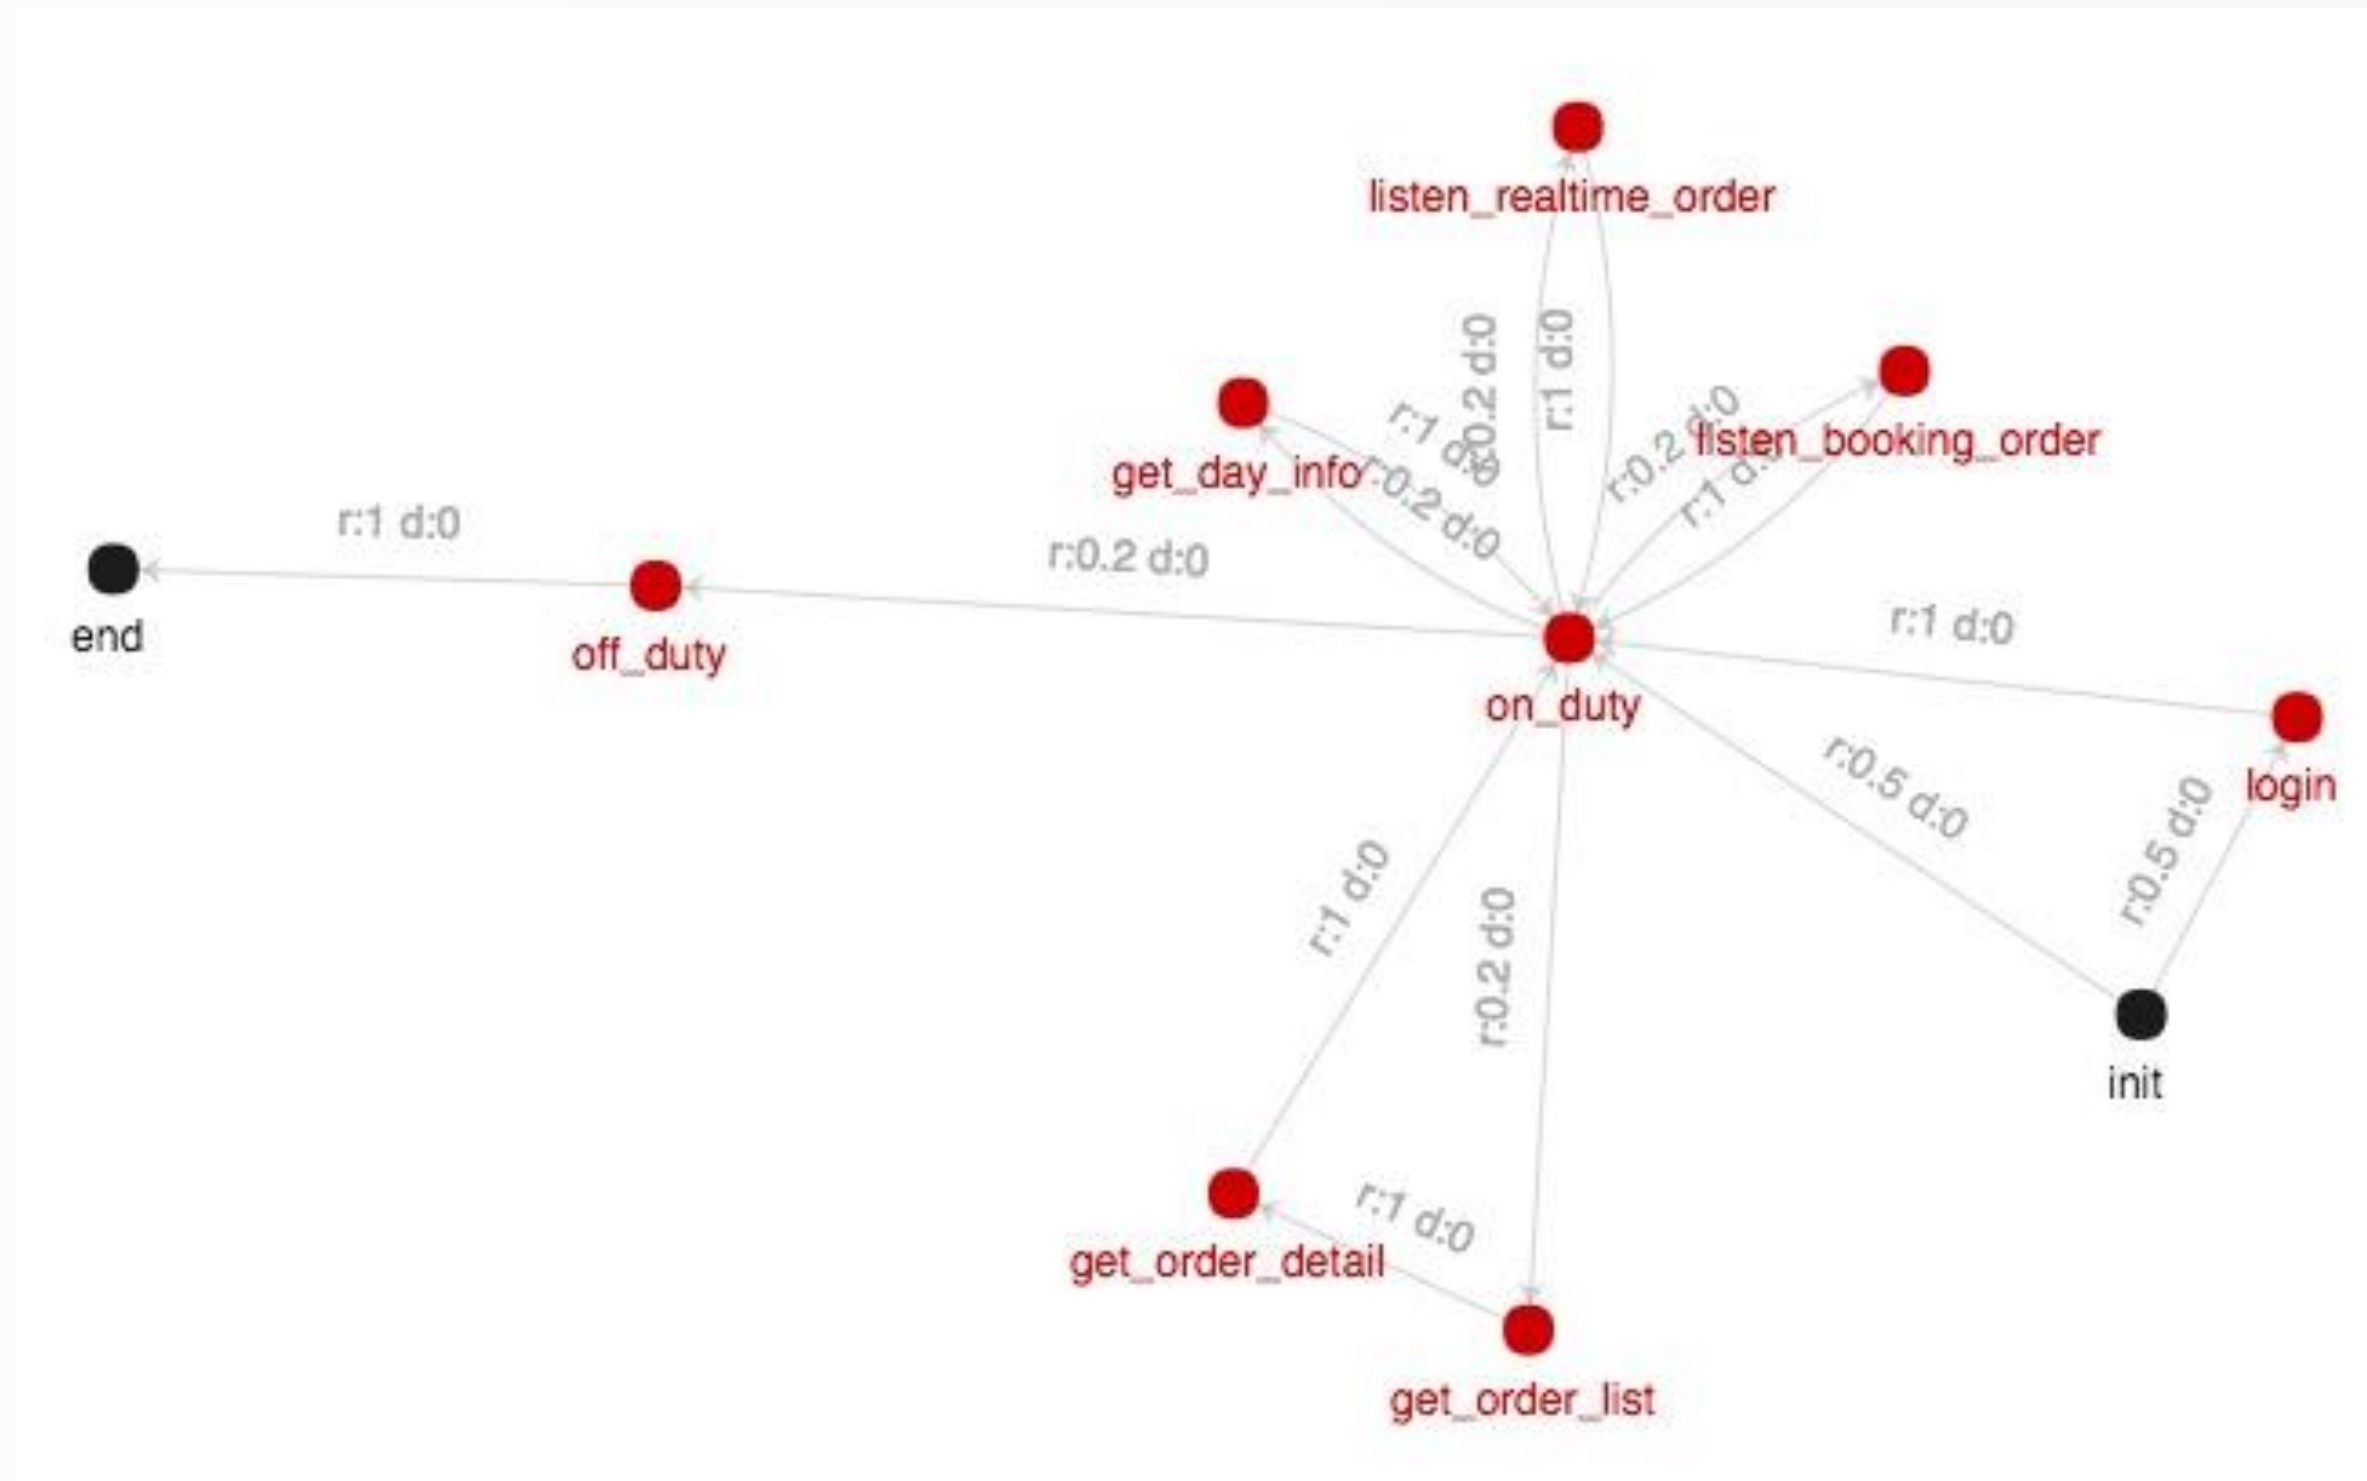 listen_realtime_order
r:0.2 d:0
r:1 d:0
r:1 d:0
r:0.2 d:0
listen_booking_order
r:0.2 d:0
r:1 d:0
get_day_info
r:1 d:0
r:0.2 d:0
end
off_duty
on_duty
r:1 d:0
login
r:0.5 d:0
r:0.5 d:0
r:1 d:0
r:0.2 d:0
init
r:1 d:0
get_order_detail
get_order_list